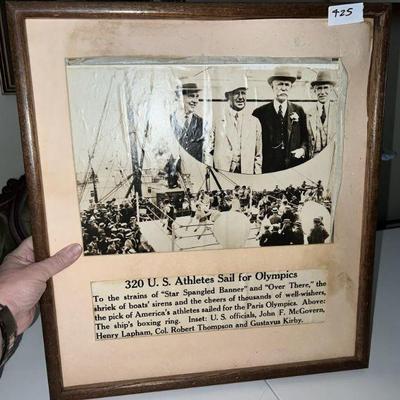 425
320 U. S. Athletes Sail for Olympics
To the strains of "Star Spangled Banner" and "Over There," the
shriek of boats' sirens and the cheers of thousands of well-wishers,
the pick of America's athletes sailed for the Paris Olympics. Above:
The ship's boxing ring. Inset: U. S. officials, John F. McGovern,
Henry Lapham, Col. Robert Thompson and Gustavus Kirby.